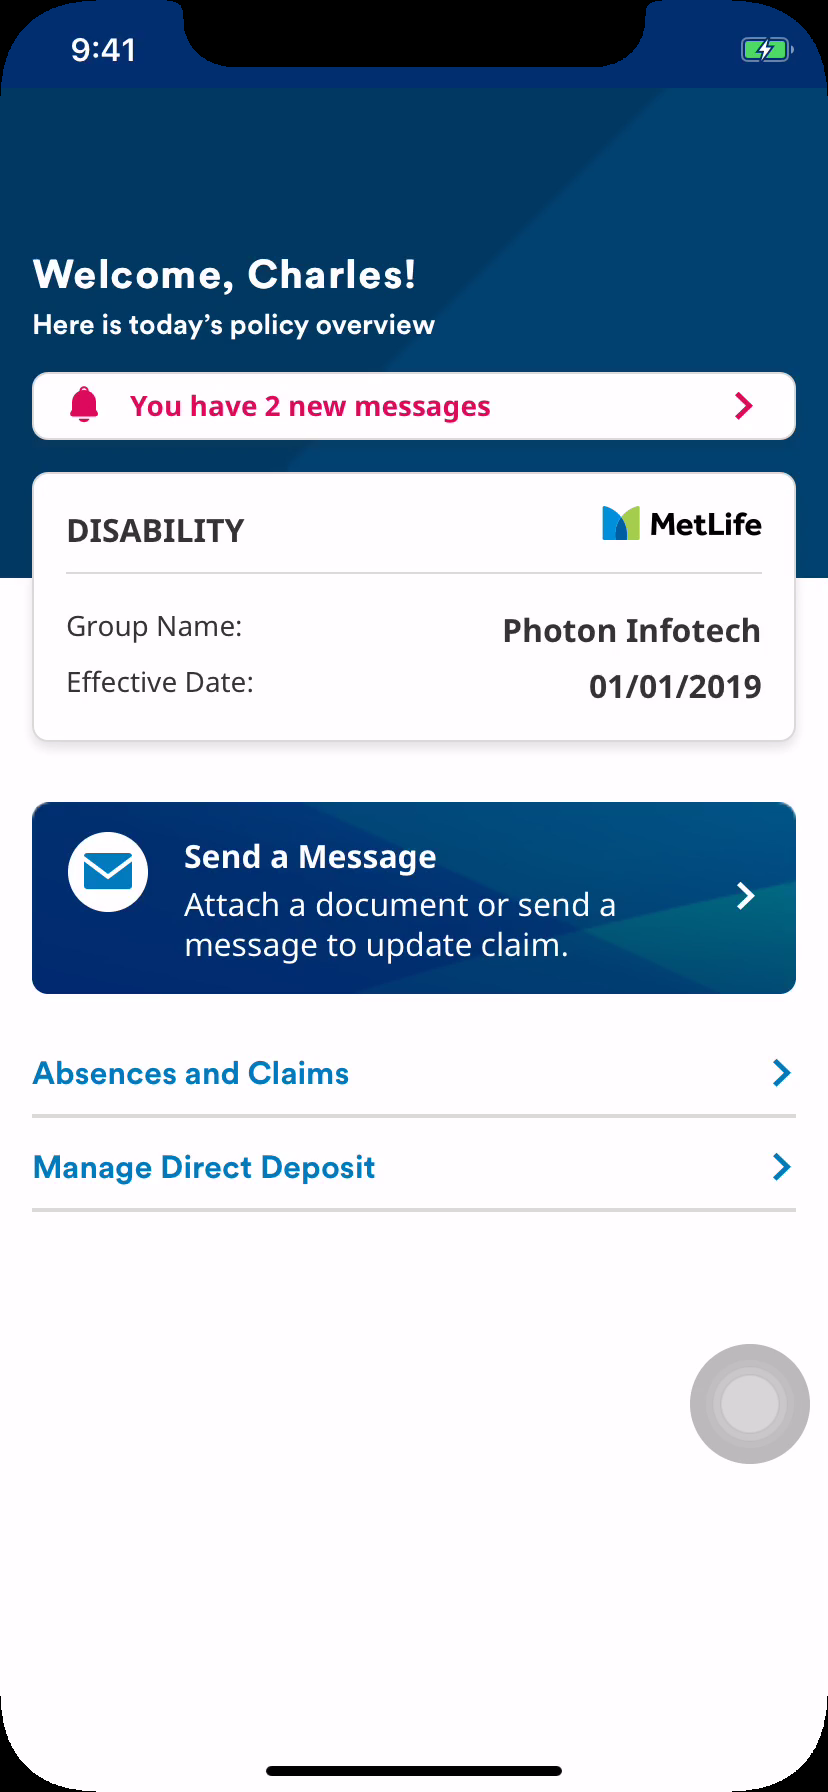 9:41
Welcome, Charles!
Here is today’s policy overview
You have 2 new messages
DISABILITY
MetLife
Group Name:
Photon Infotech
Effective Date:
01/01/2019
Send a Message
Attach a document or send a
message to update claim.
Absences and Claims
Manage Direct Deposit